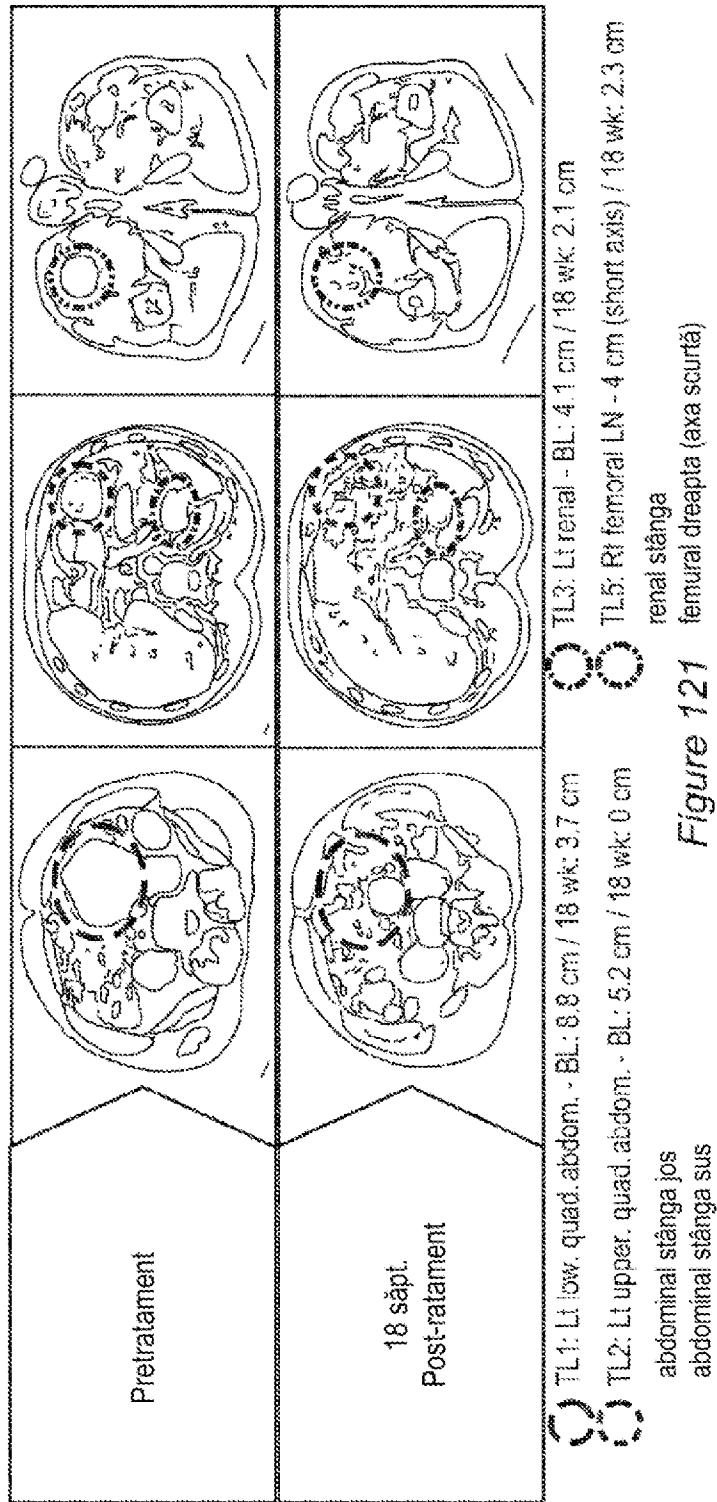 Pretratament
18 săpt.
Post-ratament
TL1: Lt low. quad. abdom. - BL: 8.8 cm / 18 wk: 3.7 cm
TL2: Lt upper. quad. abdom. - BL: 5.2 cm / 18 wk: 0 cm
abdominal stânga jos
abdominal stânga sus
TL3: Lt renal - BL: 4.1 cm / 18 wk: 2.1 cm
TL5: Rt femoral LN - 4 cm (short axis) / 18 wk: 2.3 cm
renal stânga
femural dreapta (axa scurtă)
Figure 121